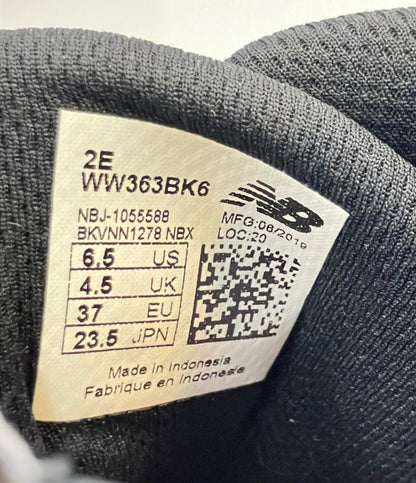 2E
WW363BK6
NB
NBJ-1055588
BKVNN1278 NBX
MFG:08/2019
LOC:20
6.5 US
4.5 UK
37 EU
23.5 JPN
Made in Indonesia
Fabrique en Indonesie